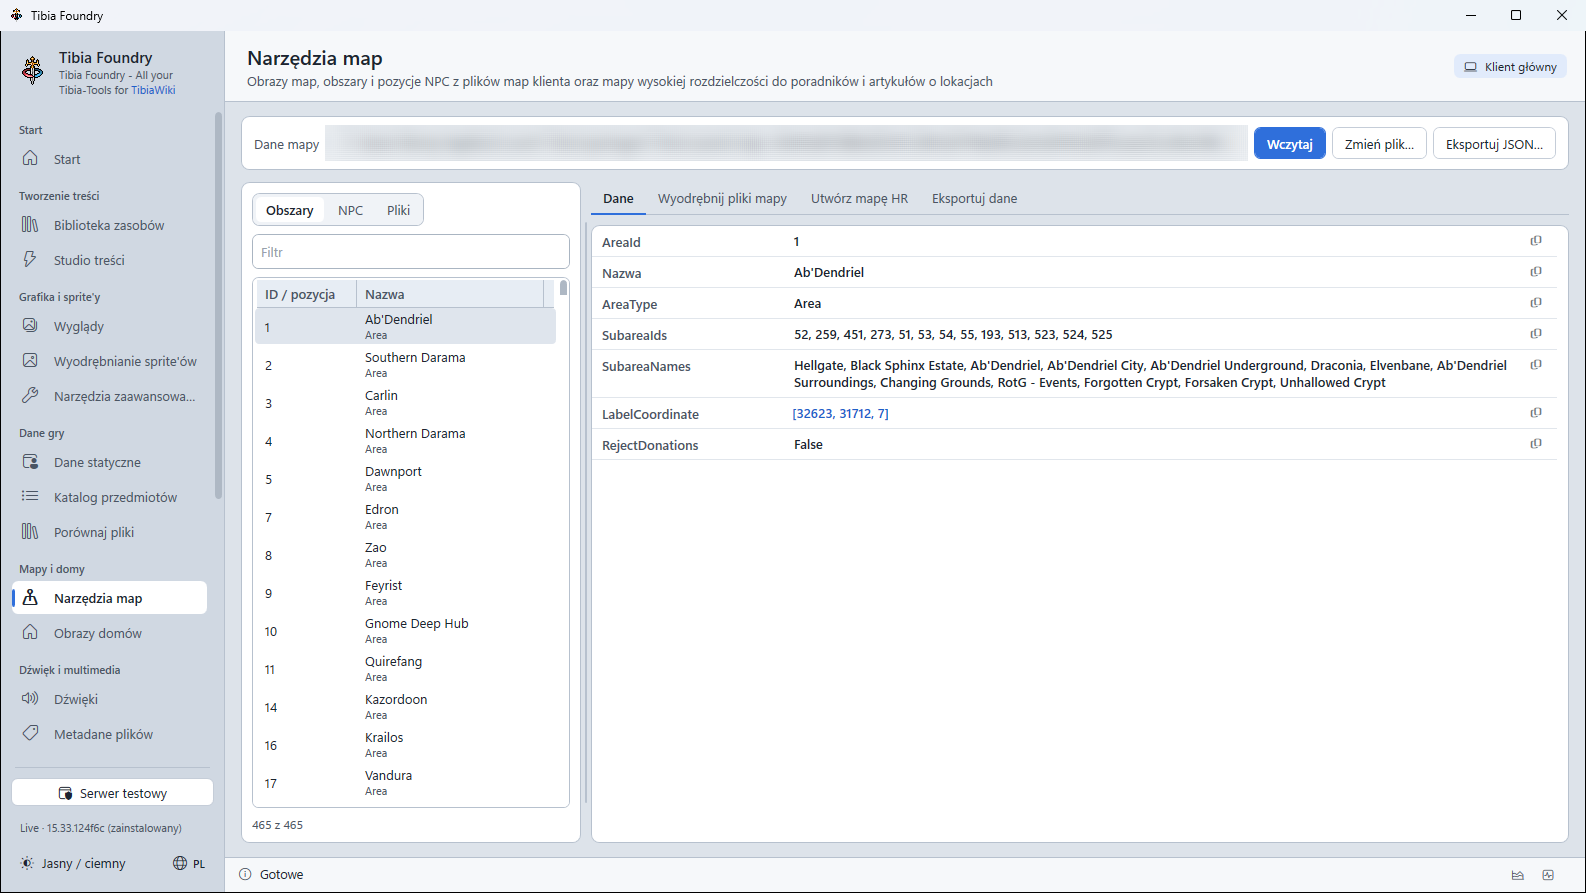 Tibia Foundry
Tibia Foundry
Tibia Foundry - All your
Tibia-Tools for TibiaWiki
Start
Start
Tworzenie treści
Biblioteka zasobów
Studio treści
Grafika i sprite'y
Wyglądy
Wyodrębnianie sprite'ów
Narzędzia zaawansowa...
Dane gry
Dane statyczne
Katalog przedmiotów
Porównaj pliki
Mapy i domy
Narzędzia map
Obrazy domów
Dźwięk i multimedia
Dźwięki
Metadane plików
Serwer testowy
Live · 15.33.124f6c (zainstalowany)
Jasny / ciemny
PL
Narzędzia map
Obrazy map, obszary i pozycje NPC z plików map klienta oraz mapy wysokiej rozdzielczości do poradników i artykułów o lokacjach
Klient główny
Dane mapy
Wczytaj
Zmień plik...
Eksportuj JSON...
Obszary NPC Pliki
Filtr
ID / pozycja Nazwa
1 Ab'Dendriel
Area
2 Southern Darama
Area
3 Carlin
Area
4 Northern Darama
Area
5 Dawnport
Area
7 Edron
Area
8 Zao
Area
9 Feyrist
Area
10 Gnome Deep Hub
Area
11 Quirefang
Area
14 Kazordoon
Area
16 Krailos
Area
17 Vandura
Area
465 z 465
Dane Wyodrębnij pliki mapy Utwórz mapę HR Eksportuj dane
AreaId 1
Nazwa Ab'Dendriel
AreaType Area
SubareaIds 52, 259, 451, 273, 51, 53, 54, 55, 193, 513, 523, 524, 525
SubareaNames Hellgate, Black Sphinx Estate, Ab'Dendriel, Ab'Dendriel City, Ab'Dendriel Underground, Draconia, Elvenbane, Ab'Dendriel
Surroundings, Changing Grounds, RotG - Events, Forgotten Crypt, Forsaken Crypt, Unhallowed Crypt
LabelCoordinate [32623, 31712, 7]
RejectDonations False
Gotowe